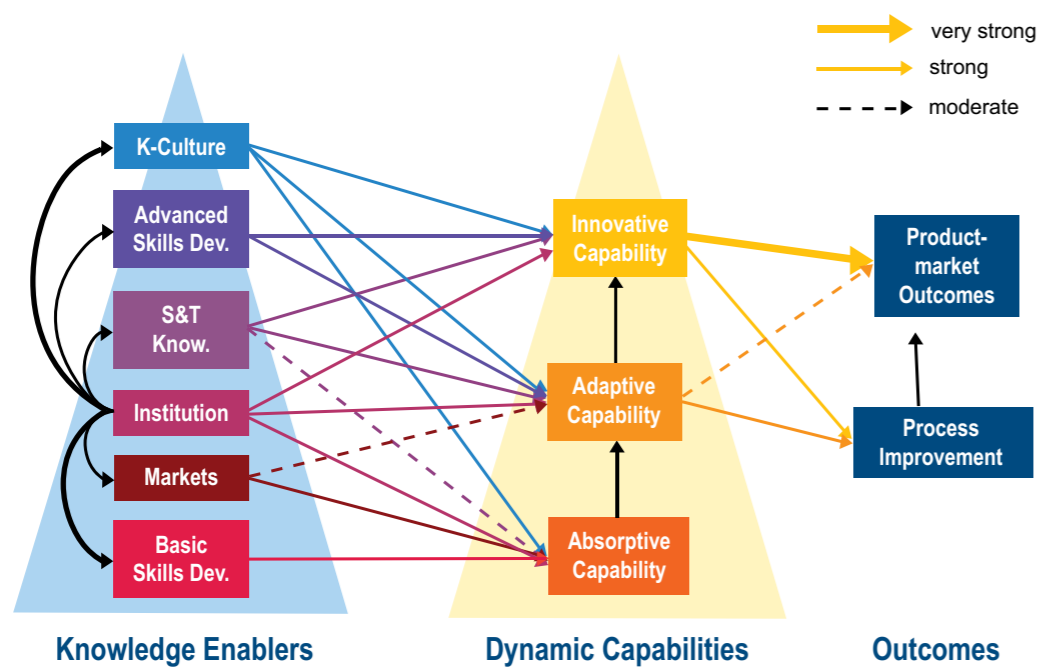 very strong
strong
moderate
K-Culture
Advanced
Skills Dev.
S&T
Know.
Institution
Markets
Basic
Skills Dev.
Innovative
Capability
Adaptive
Capability
Absorptive
Capability
Product-
market
Outcomes
Process
Improvement
Knowledge Enablers
Dynamic Capabilities
Outcomes